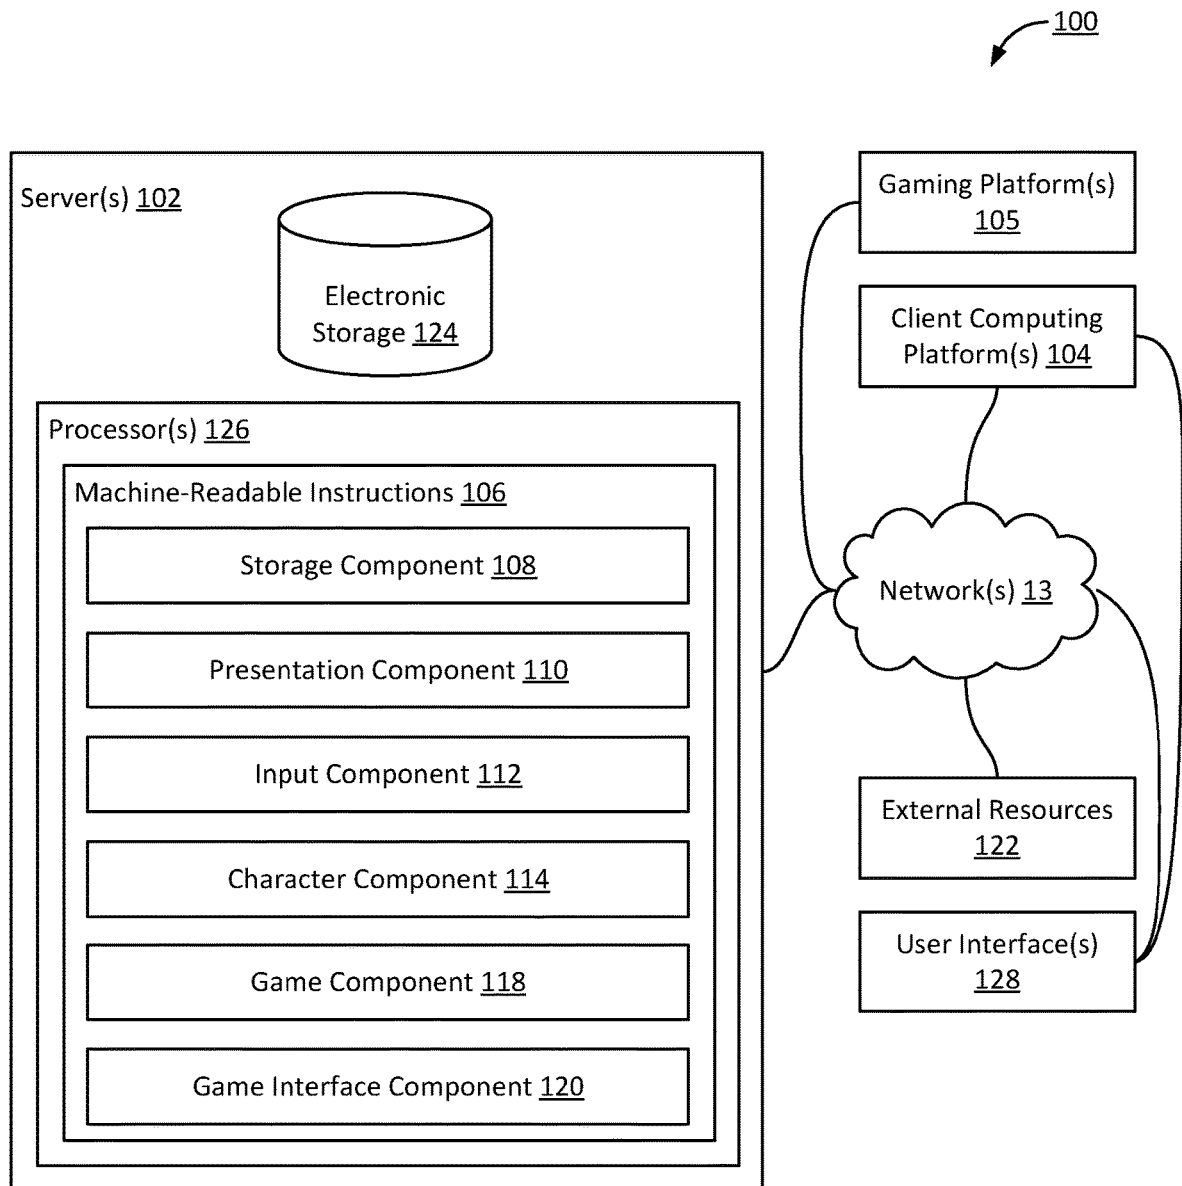 100
Server(s) 102
Electronic
Storage 124
Processor(s) 126
Machine-Readable Instructions 106
Storage Component 108
Presentation Component 110
Input Component 112
Character Component 114
Game Component 118
Game Interface Component 120
Gaming Platform(s)
105
Client Computing
Platform(s) 104
Network(s) 13
External Resources
122
User Interface(s)
128